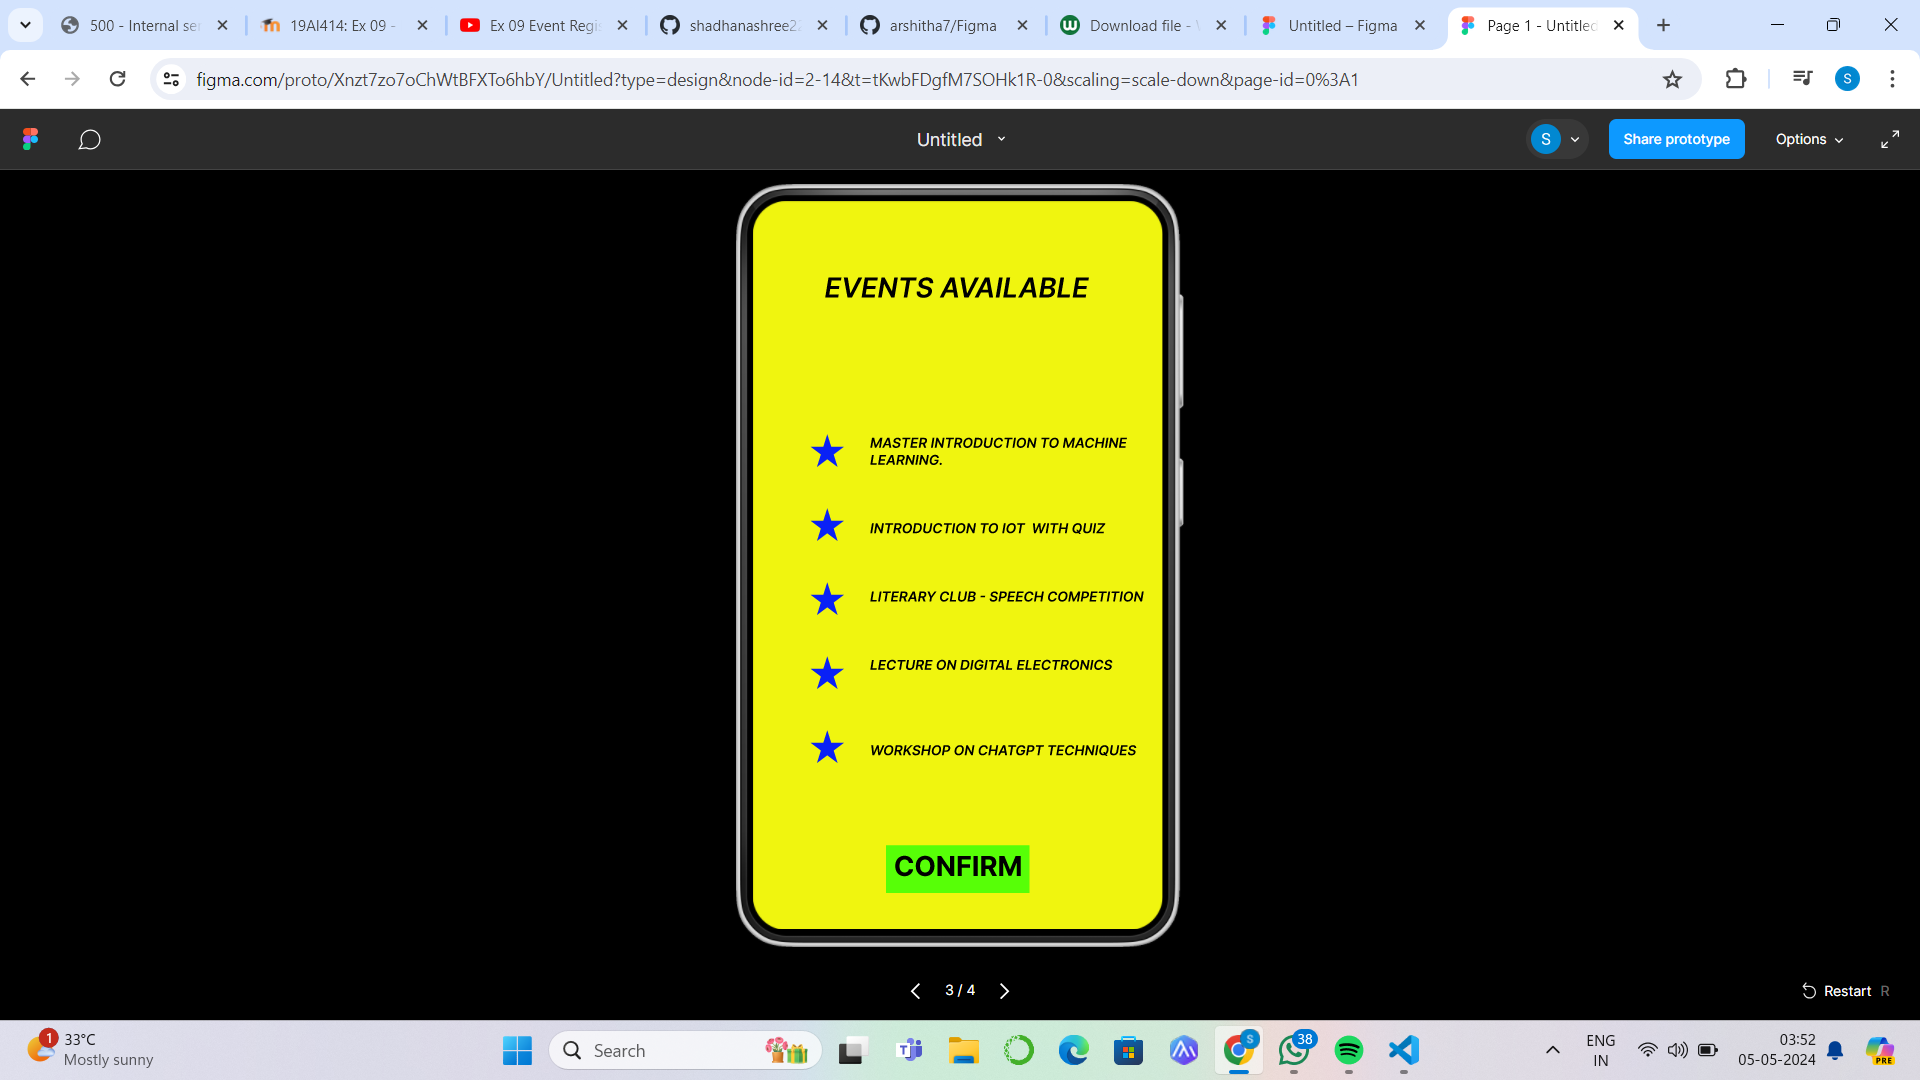 500 - Internal se
19AI414: Ex 09 -
Ex 09 Event Regi
shadhanashree2
arshitha7/Figma
Download file -
Untitled – Figma
Page 1 - Untitled
figma.com/proto/Xnzt7zo7oChWtBFXTo6hbY/Untitled?type=design&node-id=2-14&t=tKwbFDgfM7SOHk1R-0&scaling=scale-down&page-id=0%3A1
S
Untitled
S
Share prototype
Options
EVENTS AVAILABLE
MASTER INTRODUCTION TO MACHINE
LEARNING.
INTRODUCTION TO IOT WITH QUIZ
LITERARY CLUB - SPEECH COMPETITION
LECTURE ON DIGITAL ELECTRONICS
WORKSHOP ON CHATGPT TECHNIQUES
CONFIRM
3 / 4
Restart R
1
33°C
Mostly sunny
Search
S
38
ENG
IN
03:52
05-05-2024
PRE